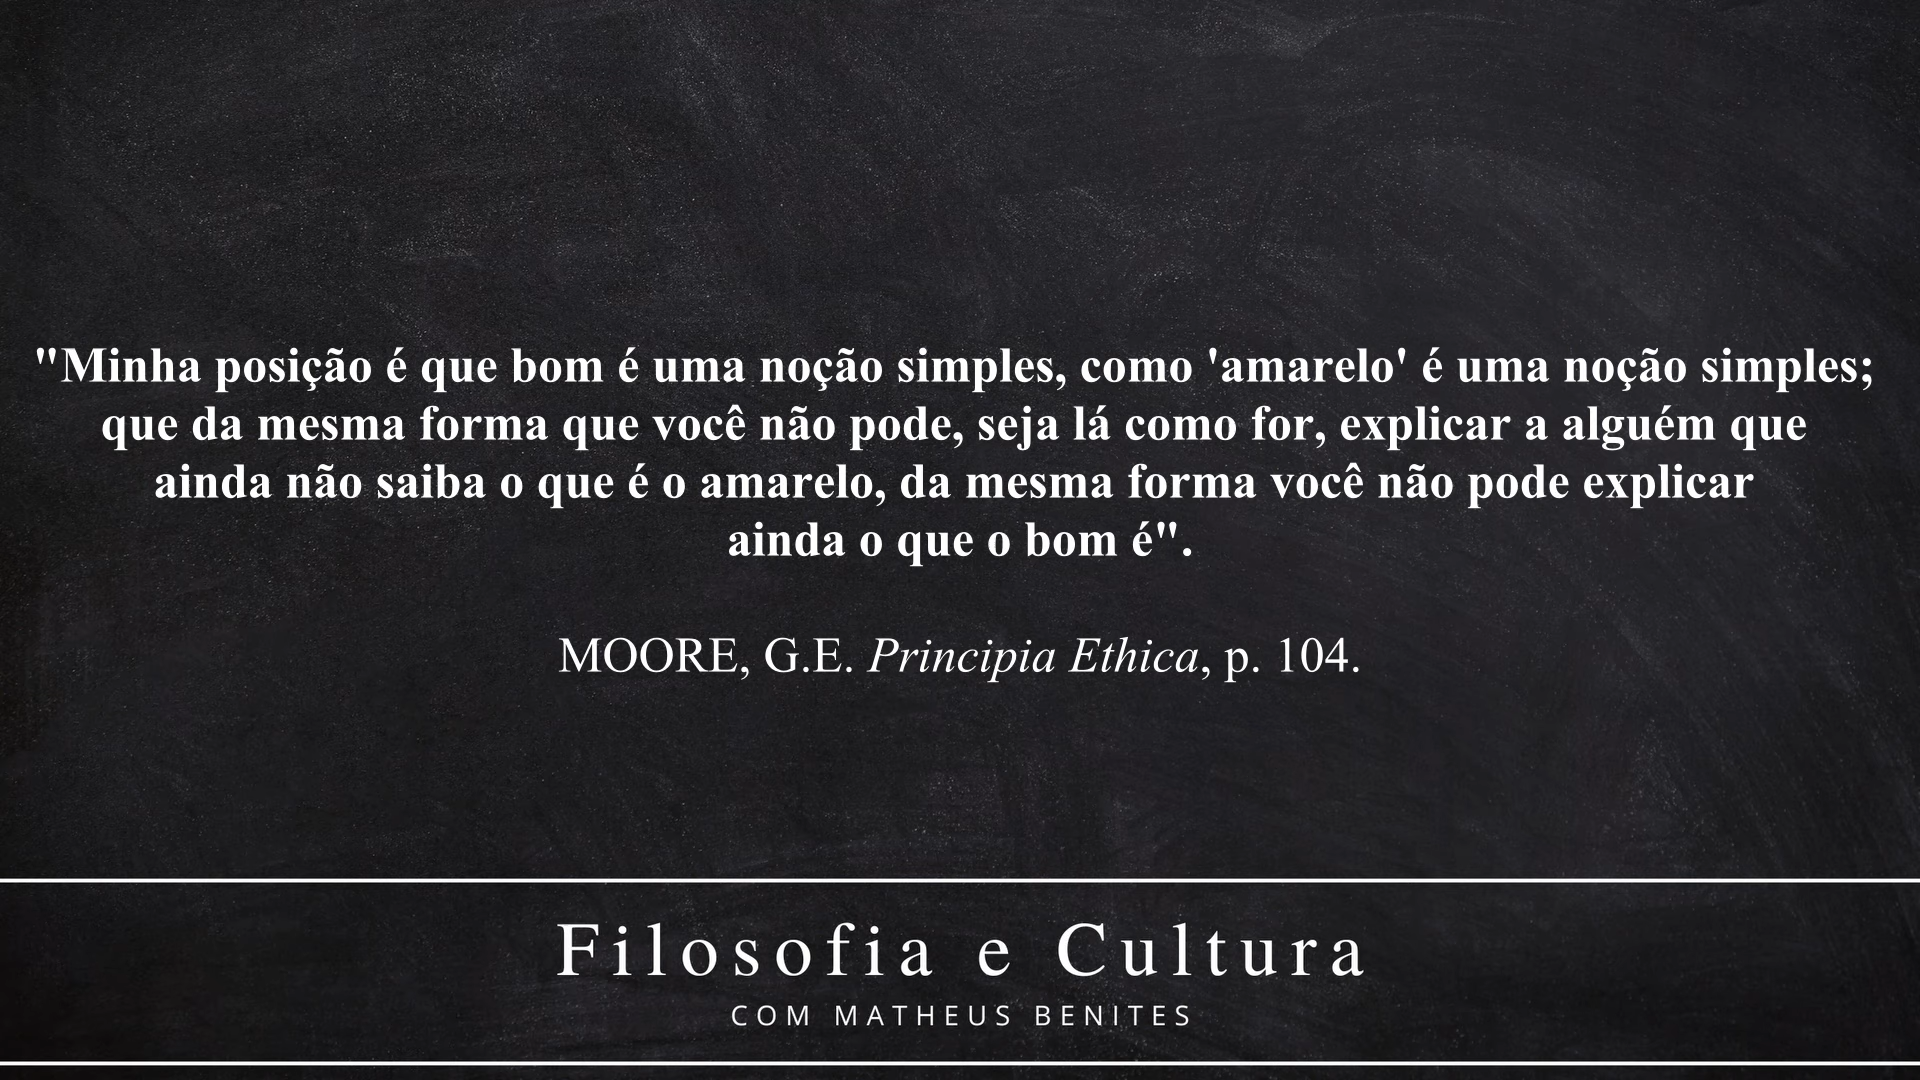 "Minha posição é que bom é uma noção simples, como 'amarelo' é uma noção simples;
que da mesma forma que você não pode, seja lá como for, explicar a alguém que
ainda não saiba o que é o amarelo, da mesma forma você não pode explicar
ainda o que o bom é".
MOORE, G.E. Principia Ethica, p. 104.
Filosofia e Cultura
COM MATHEUS BENITES